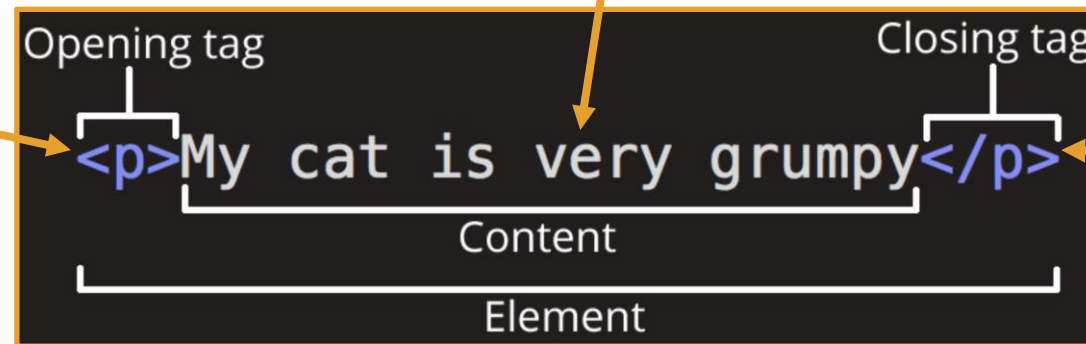 Opening tag Closing tag
<p>My cat is very grumpy</p>
Content
Element